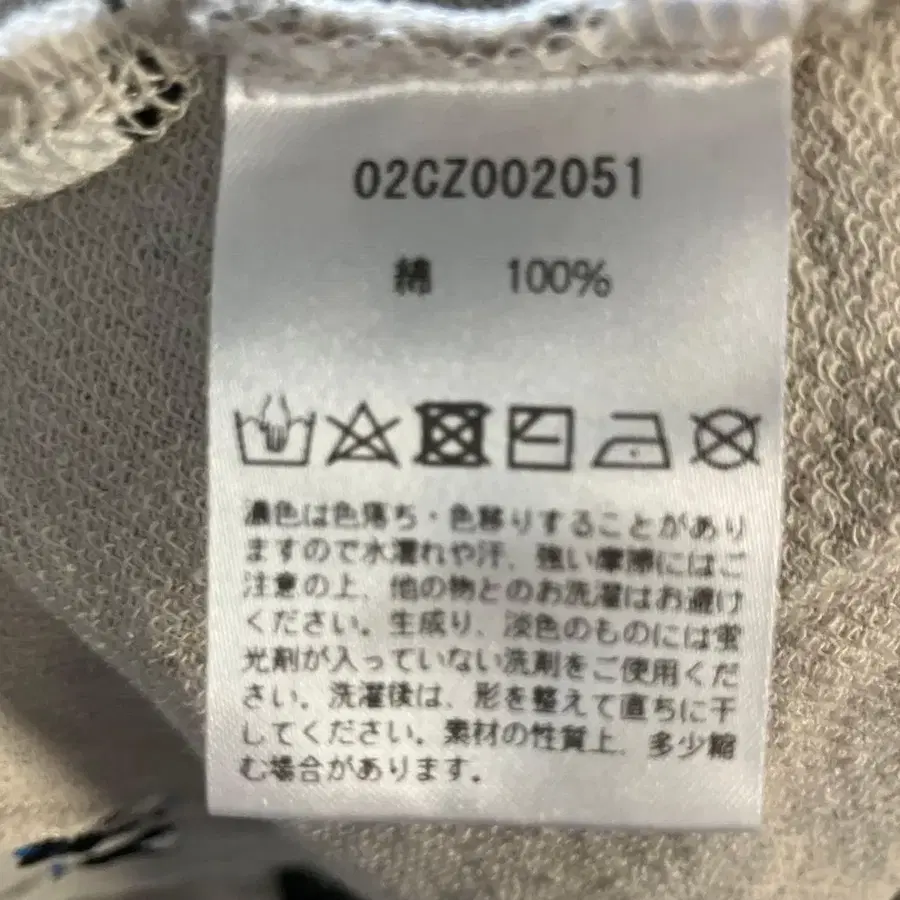 02CZ002051
綿 100%
濃色は色落ち・色移りすることがあり
ますので水濡れや汗、強い摩擦にはご
注意の上、他の物とのお洗濯はお避け
ください。生成り、淡色のものには蛍
光剤が入っていない洗剤をご使用くだ
さい。洗濯後は、形を整えて直ちに干
してください。素材の性質上、多少縮
む場合があります。